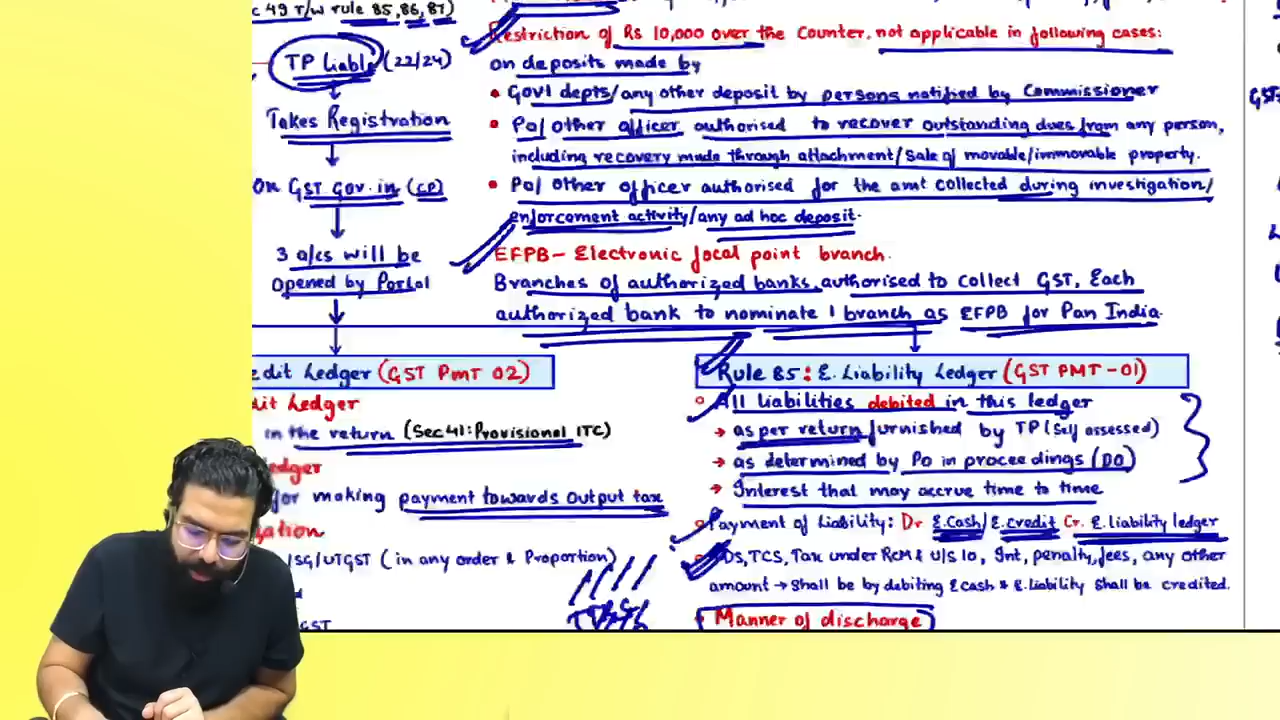 c 49 r/w rule 85,86,87)
TP liable (22/24)
Takes Registration
On GST Gov.in (CP)
3 a/cs will be
Opened by Portal
Restriction of Rs 10,000 over the Counter, not applicable in following cases:
on deposits made by
• Govt depts/any other deposit by persons notified by Commissioner
• Po/ other officer authorised to recover outstanding dues from any person,
including recovery made through attachment/Sale of movable/immovable property.
• Po/ Other officer authorised for the amt collected during investigation/
enforcement activity/any ad hoc deposit.
EFPB- Electronic focal point branch.
Branches of authorized banks authorised to collect GST, Each
authorized bank to nominate 1 branch as EFPB for Pan India.
GST
edit Ledger (GST PMT 02)
dit Ledger
in the return (Sec41:Provisional ITC)
edger
for making payment towards output tax
gation
/SG/UTGST (in any order & Proportion)
GST
Rule 85: E. Liability Ledger (GST PMT-01)
All liabilities debited in this ledger
→ as per return furnished by TP (Self assessed)
→ as determined by Po in proceedings (DO)
→ Interest that may accrue time to time
Payment of Liability: Dr E.Cash/E.credit Cr. E.liability ledger
TDS, TCS, Tax under RCM & U/S 10, Int, penalty, fees, any other
amount → Shall be by debiting E.cash & E.liability Shall be credited.
Manner of discharge